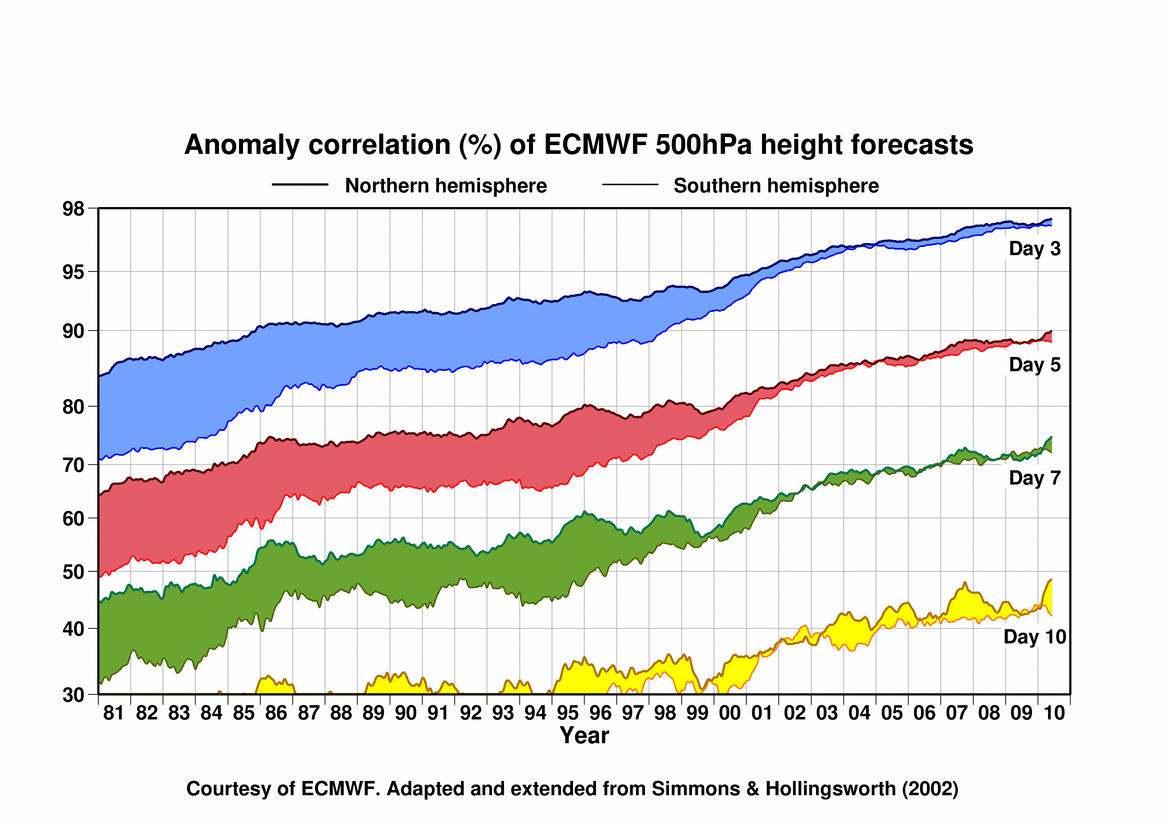 Anomaly correlation (%) of ECMWF 500hPa height forecasts
Northern hemisphere Southern hemisphere
98
95
90
80
70
60
50
40
30
Day 3
Day 5
Day 7
Day 10
81 82 83 84 85 86 87 88 89 90 91 92 93 94 95 96 97 98 99 00 01 02 03 04 05 06 07 08 09 10
Year
Courtesy of ECMWF. Adapted and extended from Simmons & Hollingsworth (2002)